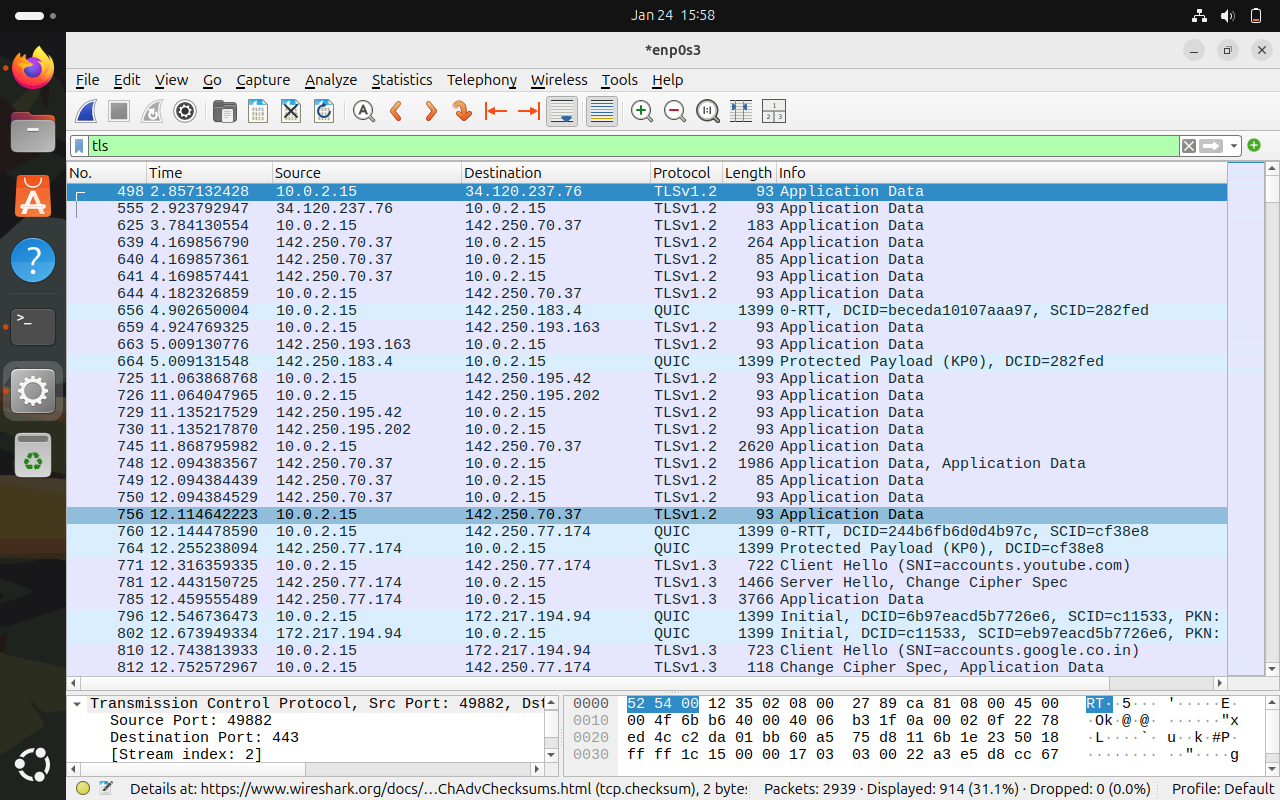 Jan 24 15:58
*enp0s3
File Edit View Go Capture Analyze Statistics Telephony Wireless Tools Help
tls
No. Time Source Destination Protocol Length Info
498 2.857132428 10.0.2.15 34.120.237.76 TLSv1.2 93 Application Data
555 2.923792947 34.120.237.76 10.0.2.15 TLSv1.2 93 Application Data
625 3.784130554 10.0.2.15 142.250.70.37 TLSv1.2 183 Application Data
639 4.169856790 142.250.70.37 10.0.2.15 TLSv1.2 264 Application Data
640 4.169857361 142.250.70.37 10.0.2.15 TLSv1.2 85 Application Data
641 4.169857441 142.250.70.37 10.0.2.15 TLSv1.2 93 Application Data
644 4.182326859 10.0.2.15 142.250.70.37 TLSv1.2 93 Application Data
656 4.902650004 10.0.2.15 142.250.183.4 QUIC 1399 0-RTT, DCID=beceda10107aaa97, SCID=282fed
659 4.924769325 10.0.2.15 142.250.193.163 TLSv1.2 93 Application Data
663 5.009130776 142.250.193.163 10.0.2.15 TLSv1.2 93 Application Data
664 5.009131548 142.250.183.4 10.0.2.15 QUIC 1399 Protected Payload (KP0), DCID=282fed
725 11.063868768 10.0.2.15 142.250.195.42 TLSv1.2 93 Application Data
726 11.064047965 10.0.2.15 142.250.195.202 TLSv1.2 93 Application Data
729 11.135217529 142.250.195.42 10.0.2.15 TLSv1.2 93 Application Data
730 11.135217870 142.250.195.202 10.0.2.15 TLSv1.2 93 Application Data
745 11.868795982 10.0.2.15 142.250.70.37 TLSv1.2 2620 Application Data
748 12.094383567 142.250.70.37 10.0.2.15 TLSv1.2 1986 Application Data, Application Data
749 12.094384439 142.250.70.37 10.0.2.15 TLSv1.2 85 Application Data
750 12.094384529 142.250.70.37 10.0.2.15 TLSv1.2 93 Application Data
756 12.114642223 10.0.2.15 142.250.70.37 TLSv1.2 93 Application Data
760 12.144478590 10.0.2.15 142.250.77.174 QUIC 1399 0-RTT, DCID=244b6fb6d0d4b97c, SCID=cf38e8
764 12.255238094 142.250.77.174 10.0.2.15 QUIC 1399 Protected Payload (KP0), DCID=cf38e8
771 12.316359335 10.0.2.15 142.250.77.174 TLSv1.3 722 Client Hello (SNI=accounts.youtube.com)
781 12.443150725 142.250.77.174 10.0.2.15 TLSv1.3 1466 Server Hello, Change Cipher Spec
785 12.459555489 142.250.77.174 10.0.2.15 TLSv1.3 3766 Application Data
796 12.546736473 10.0.2.15 172.217.194.94 QUIC 1399 Initial, DCID=6b97eacd5b7726e6, SCID=c11533, PKN:
802 12.673949334 172.217.194.94 10.0.2.15 QUIC 1399 Initial, DCID=c11533, SCID=eb97eacd5b7726e6, PKN:
810 12.743813933 10.0.2.15 172.217.194.94 TLSv1.3 723 Client Hello (SNI=accounts.google.co.in)
812 12.752572967 10.0.2.15 142.250.77.174 TLSv1.3 118 Change Cipher Spec, Application Data
Transmission Control Protocol, Src Port: 49882, Dst
Source Port: 49882
Destination Port: 443
[Stream index: 2]
0000 52 54 00 12 35 02 08 00 27 89 ca 81 08 00 45 00 RT··5···'·····E·
0010 00 4f 6b b6 40 00 40 06 b3 1f 0a 00 02 0f 22 78 ·Ok·@·@·······"x
0020 ed 4c c2 da 01 bb 60 a5 75 d8 11 6b 1e 23 50 18 ·L····`·u··k·#P·
0030 ff ff 1c 15 00 00 17 03 03 00 22 a3 e5 d8 cc 67 ··········"····g
Details at: https://www.wireshark.org/docs/…ChAdvChecksums.html (tcp.checksum), 2 bytes
Packets: 2939 · Displayed: 914 (31.1%) · Dropped: 0 (0.0%)
Profile: Default